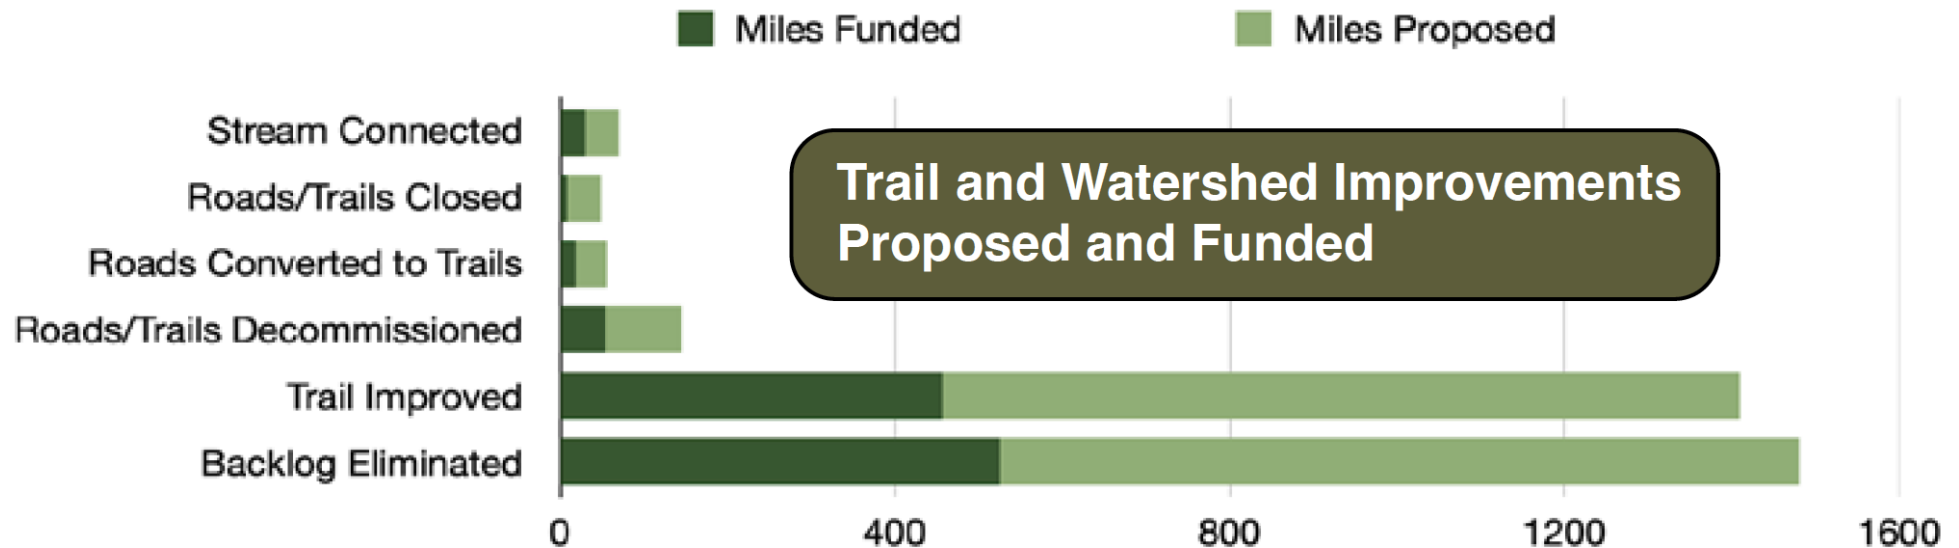 Miles Funded
Miles Proposed
Stream Connected
Roads/Trails Closed
Roads Converted to Trails
Roads/Trails Decommissioned
Trail Improved
Backlog Eliminated
Trail and Watershed Improvements
Proposed and Funded
0 400 800 1200 1600